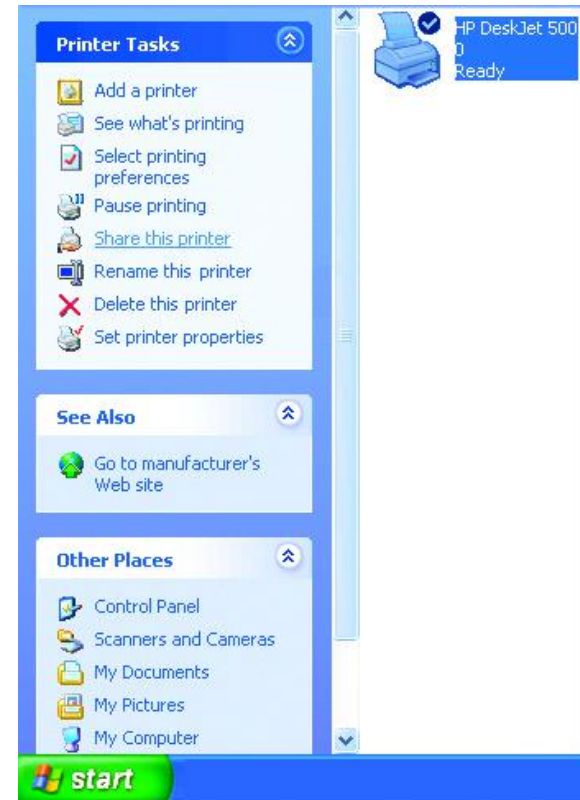 Printer Tasks
Add a printer
See what's printing
Select printing
preferences
Pause printing
Share this printer
Rename this printer
Delete this printer
Set printer properties
See Also
Go to manufacturer's
Web site
Other Places
Control Panel
Scanners and Cameras
My Documents
My Pictures
My Computer
start
HP DeskJet 500
0
Ready